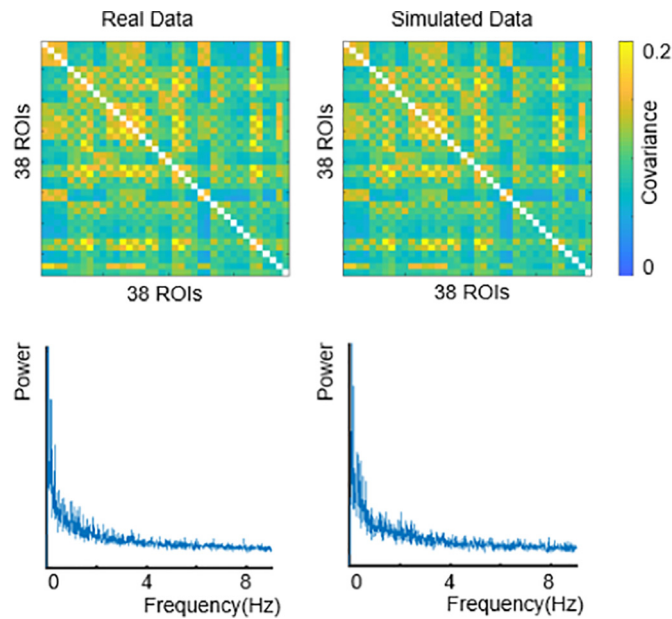 Real Data
Simulated Data
38 ROIs
38 ROIs
0.2
Covariance
0
38 ROIs
38 ROIs
Power
Power
0 4 8
0 4 8
Frequency(Hz)
Frequency(Hz)